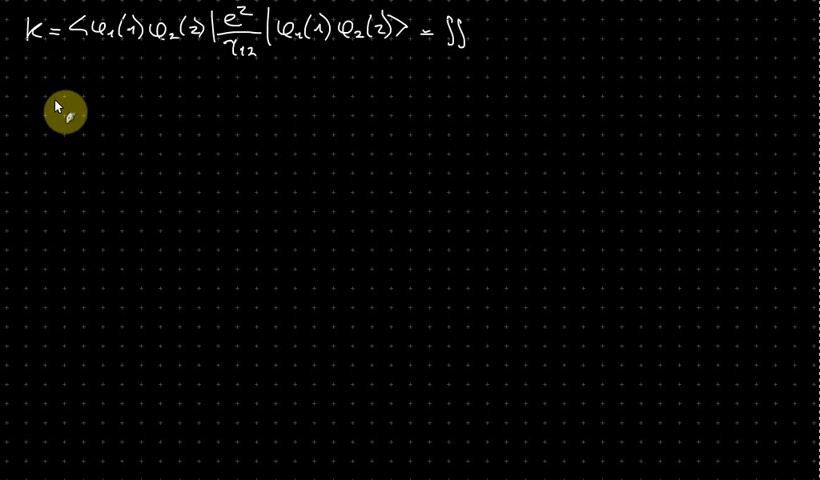 K = <φ₁(1) φ₂(2)| e²/r₁₂ |φ₁(1) φ₂(2)> = ∫∫